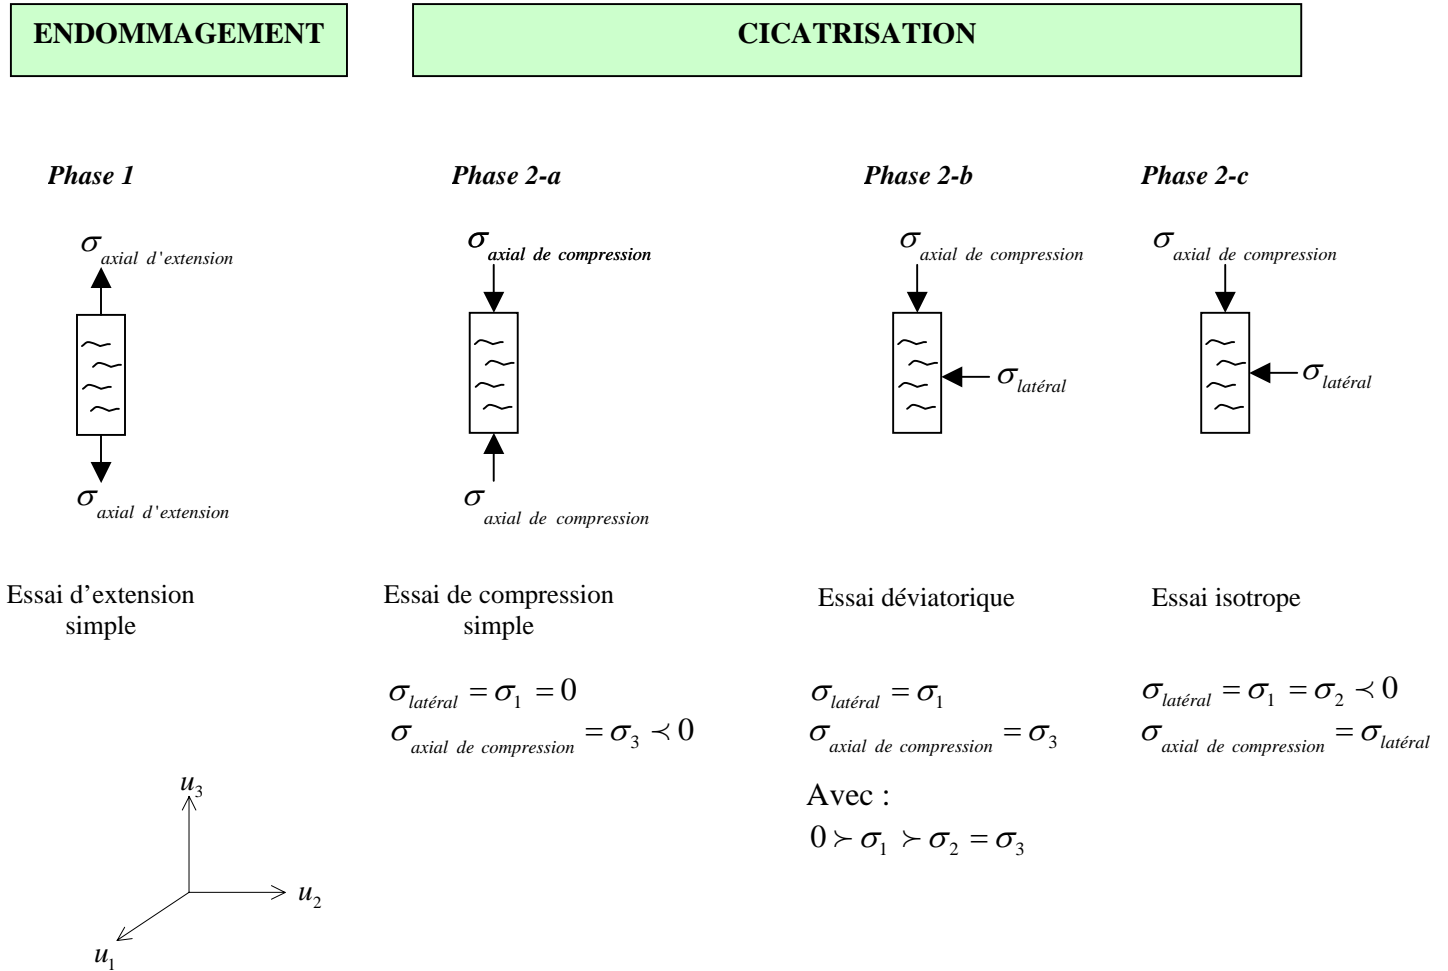 ENDOMMAGEMENT
CICATRISATION
Phase 1
Phase 2-a
Phase 2-b
Phase 2-c
σ axial d'extension
σ axial de compression
σ axial de compression
σ axial de compression
σ latéral
σ latéral
σ axial d'extension
σ axial de compression
Essai d’extension
simple
Essai de compression
simple
Essai déviatorique
Essai isotrope
σ latéral = σ₁ = 0
σ axial de compression = σ₃ ≺ 0
σ latéral = σ₁
σ axial de compression = σ₃
Avec :
0 ≻ σ₁ ≻ σ₂ = σ₃
σ latéral = σ₁ = σ₂ ≺ 0
σ axial de compression = σ latéral
u₃
u₂
u₁